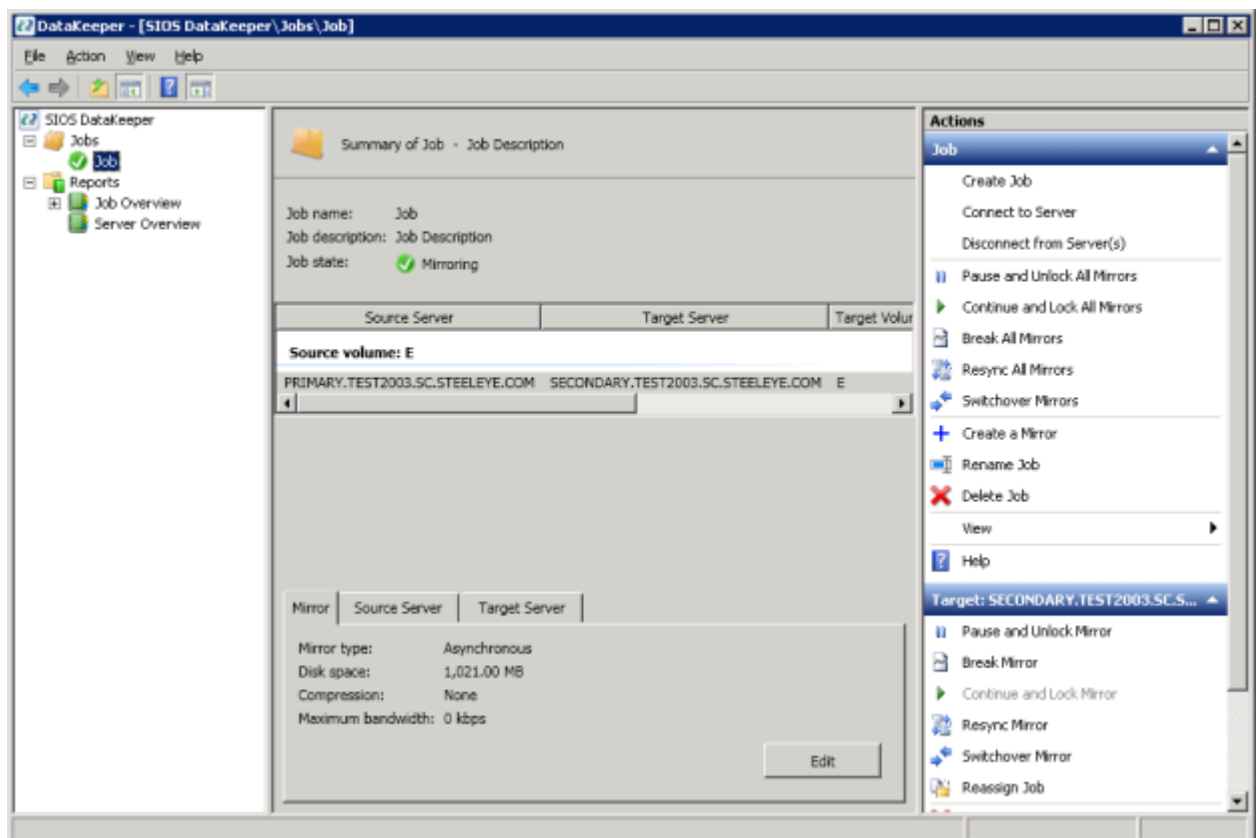 DataKeeper - [SIOS DataKeeper\Jobs\Job]
File Action View Help
SIOS DataKeeper
Jobs
Job
Reports
Job Overview
Server Overview
Summary of Job - Job Description
Job name: Job
Job description: Job Description
Job state: Mirroring
Source Server Target Server Target Volur
Source volume: E
PRIMARY.TEST2003.SC.STEELEYE.COM SECONDARY.TEST2003.SC.STEELEYE.COM E
Mirror Source Server Target Server
Mirror type: Asynchronous
Disk space: 1,021.00 MB
Compression: None
Maximum bandwidth: 0 kbps
Edit
Actions
Job
Create Job
Connect to Server
Disconnect from Server(s)
Pause and Unlock All Mirrors
Continue and Lock All Mirrors
Break All Mirrors
Resync All Mirrors
Switchover Mirrors
Create a Mirror
Rename Job
Delete Job
View
Help
Target: SECONDARY.TEST2003.SC.S...
Pause and Unlock Mirror
Break Mirror
Continue and Lock Mirror
Resync Mirror
Switchover Mirror
Reassign Job